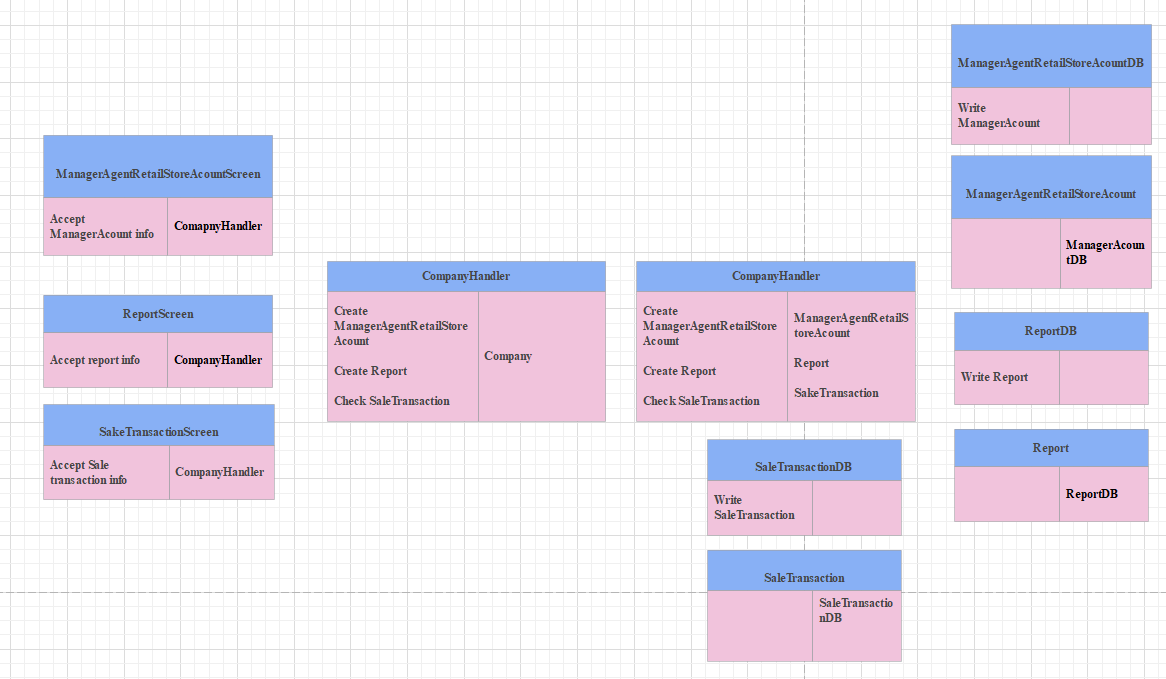 ManagerAgentRetailStoreAcountScreen
Accept
ManagerAcount info
ComapnyHandler
ReportScreen
Accept report info
CompanyHandler
SakeTransactionScreen
Accept Sale
transaction info
CompanyHandler
CompanyHandler
Create
ManagerAgentRetailStore
Acount
Create Report
Check SaleTransaction
Company
CompanyHandler
Create
ManagerAgentRetailStore
Acount
Create Report
Check SaleTransaction
ManagerAgentRetailS
toreAcount
Report
SakeTransaction
SaleTransactionDB
Write
SaleTransaction
SaleTransaction
SaleTransactio
nDB
ManagerAgentRetailStoreAcountDB
Write
ManagerAcount
ManagerAgentRetailStoreAcount
ManagerAcoun
tDB
ReportDB
Write Report
Report
ReportDB